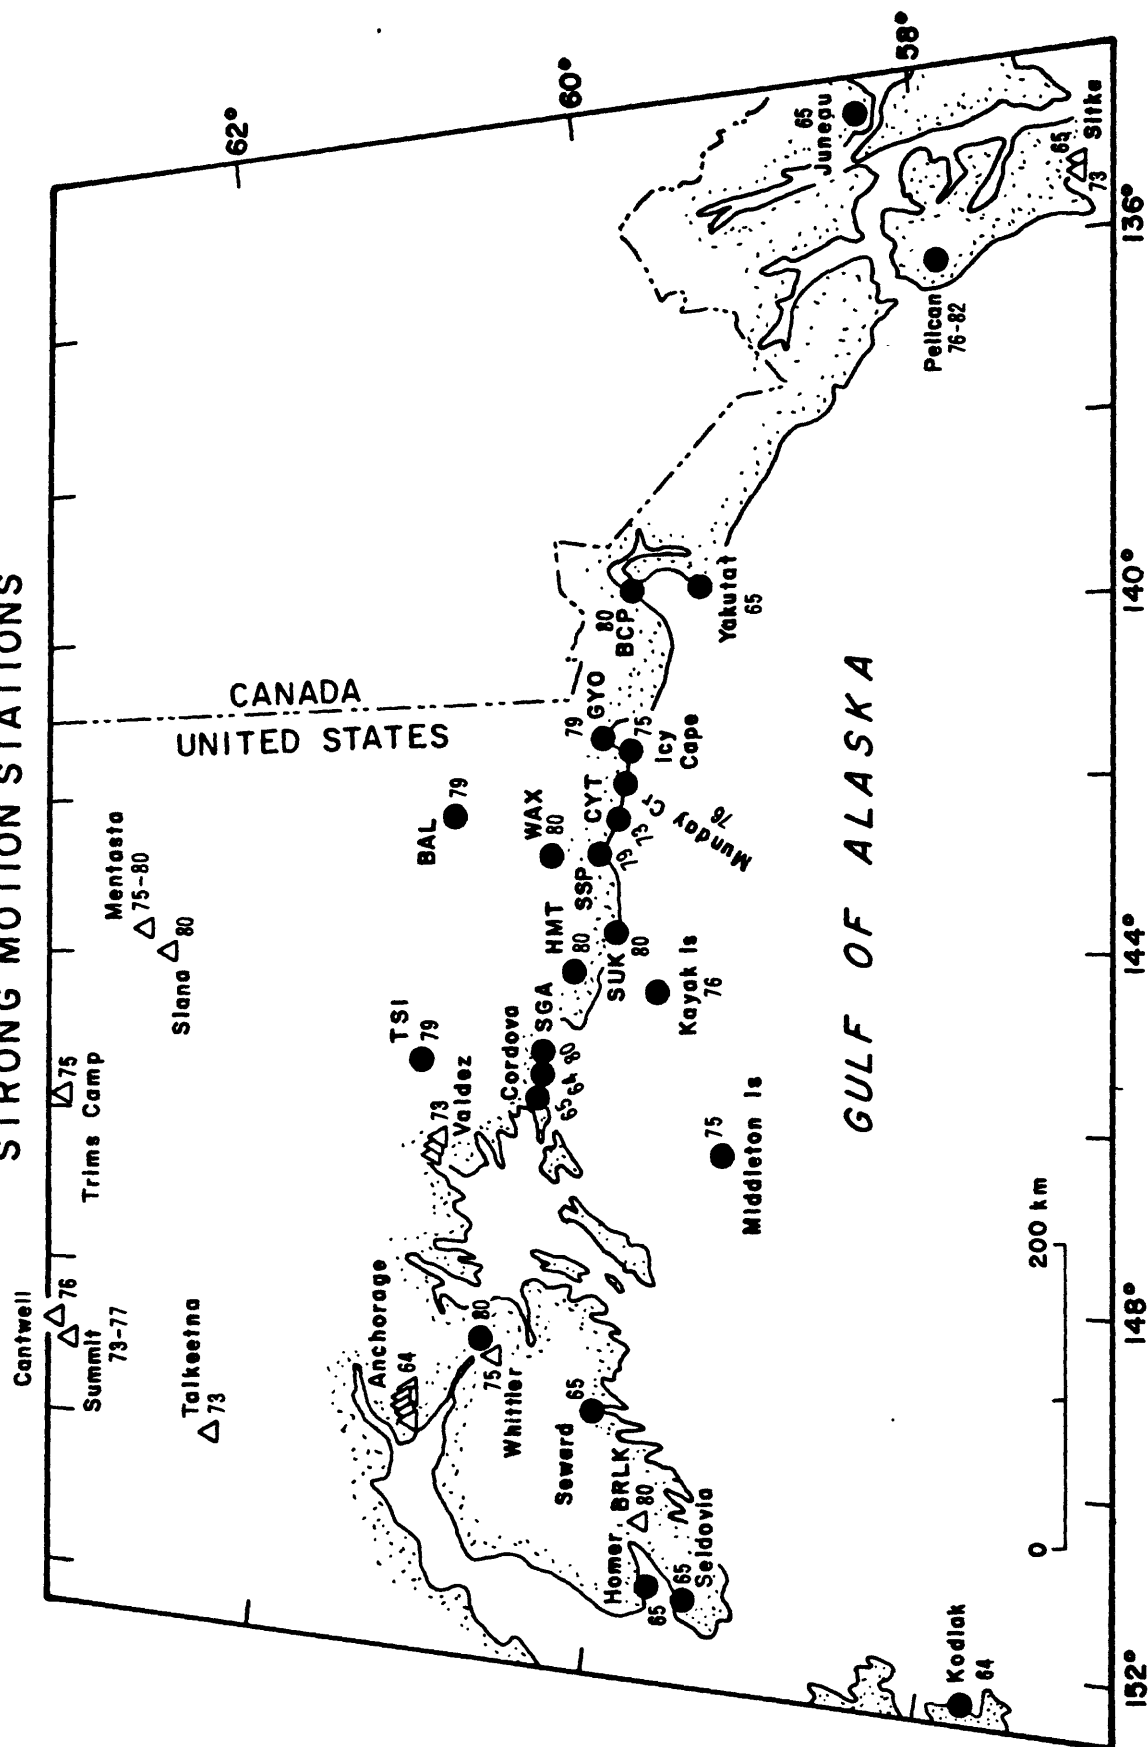 STRONG MOTION STATIONS
Cantwell
76
Summit
73-77
Trims Camp
75
Talkeetna
73
Mentasta
75-80
Slana
80
62°
CANADA
UNITED STATES
BAL
79
TSI
79
Valdez
73
Anchorage
64
80
75
Whittier
Seward
65
Homer
65
BRLK
80
65
Seldovia
Kodiak
64
Cordova
65
64
80
SGA
HMT
80
WAX
80
SSP
79
SUK
80
Kayak Is
76
CYT
73
Munday Cr
76
79
GYO
75
Icy
Cape
80
BCP
Yakutat
65
60°
65
Juneau
58°
Pelican
76-82
65
73
Sitka
Middleton Is
75
GULF OF ALASKA
0
200 km
152°
148°
144°
140°
136°